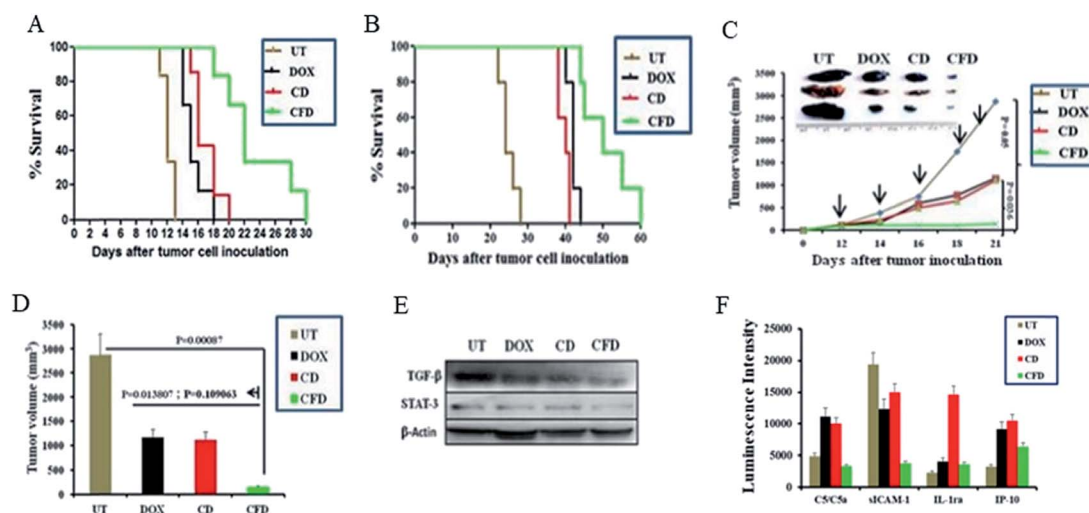 A
% Survival
100
80
60
40
20
0
0 2 4 6 8 10 12 14 16 18 20 22 24 26 28 30
Days after tumor cell inoculation
UT
DOX
CD
CFD
B
% Survival
100
80
60
40
20
0
0 10 20 30 40 50 60
Days after tumor cell inoculation
UT
DOX
CD
CFD
C
UT DOX CD CFD
Tumor volume (mm³)
3500
3000
2500
2000
1500
1000
500
0
0 12 14 16 18 21
Days after tumor inoculation
UT
DOX
CD
CFD
D
Tumor volume (mm³)
3500
3000
2500
2000
1500
1000
500
0
P=0.00087
P=0.013807 ; P=0.109063
UT DOX CD CFD
UT
DOX
CD
CFD
E
UT DOX CD CFD
TGF-β
STAT-3
β-Actin
F
Luminescence Intensity
25000
20000
15000
10000
5000
0
C5/C5a sICAM-1 IL-1ra IP-10
UT
DOX
CD
CFD